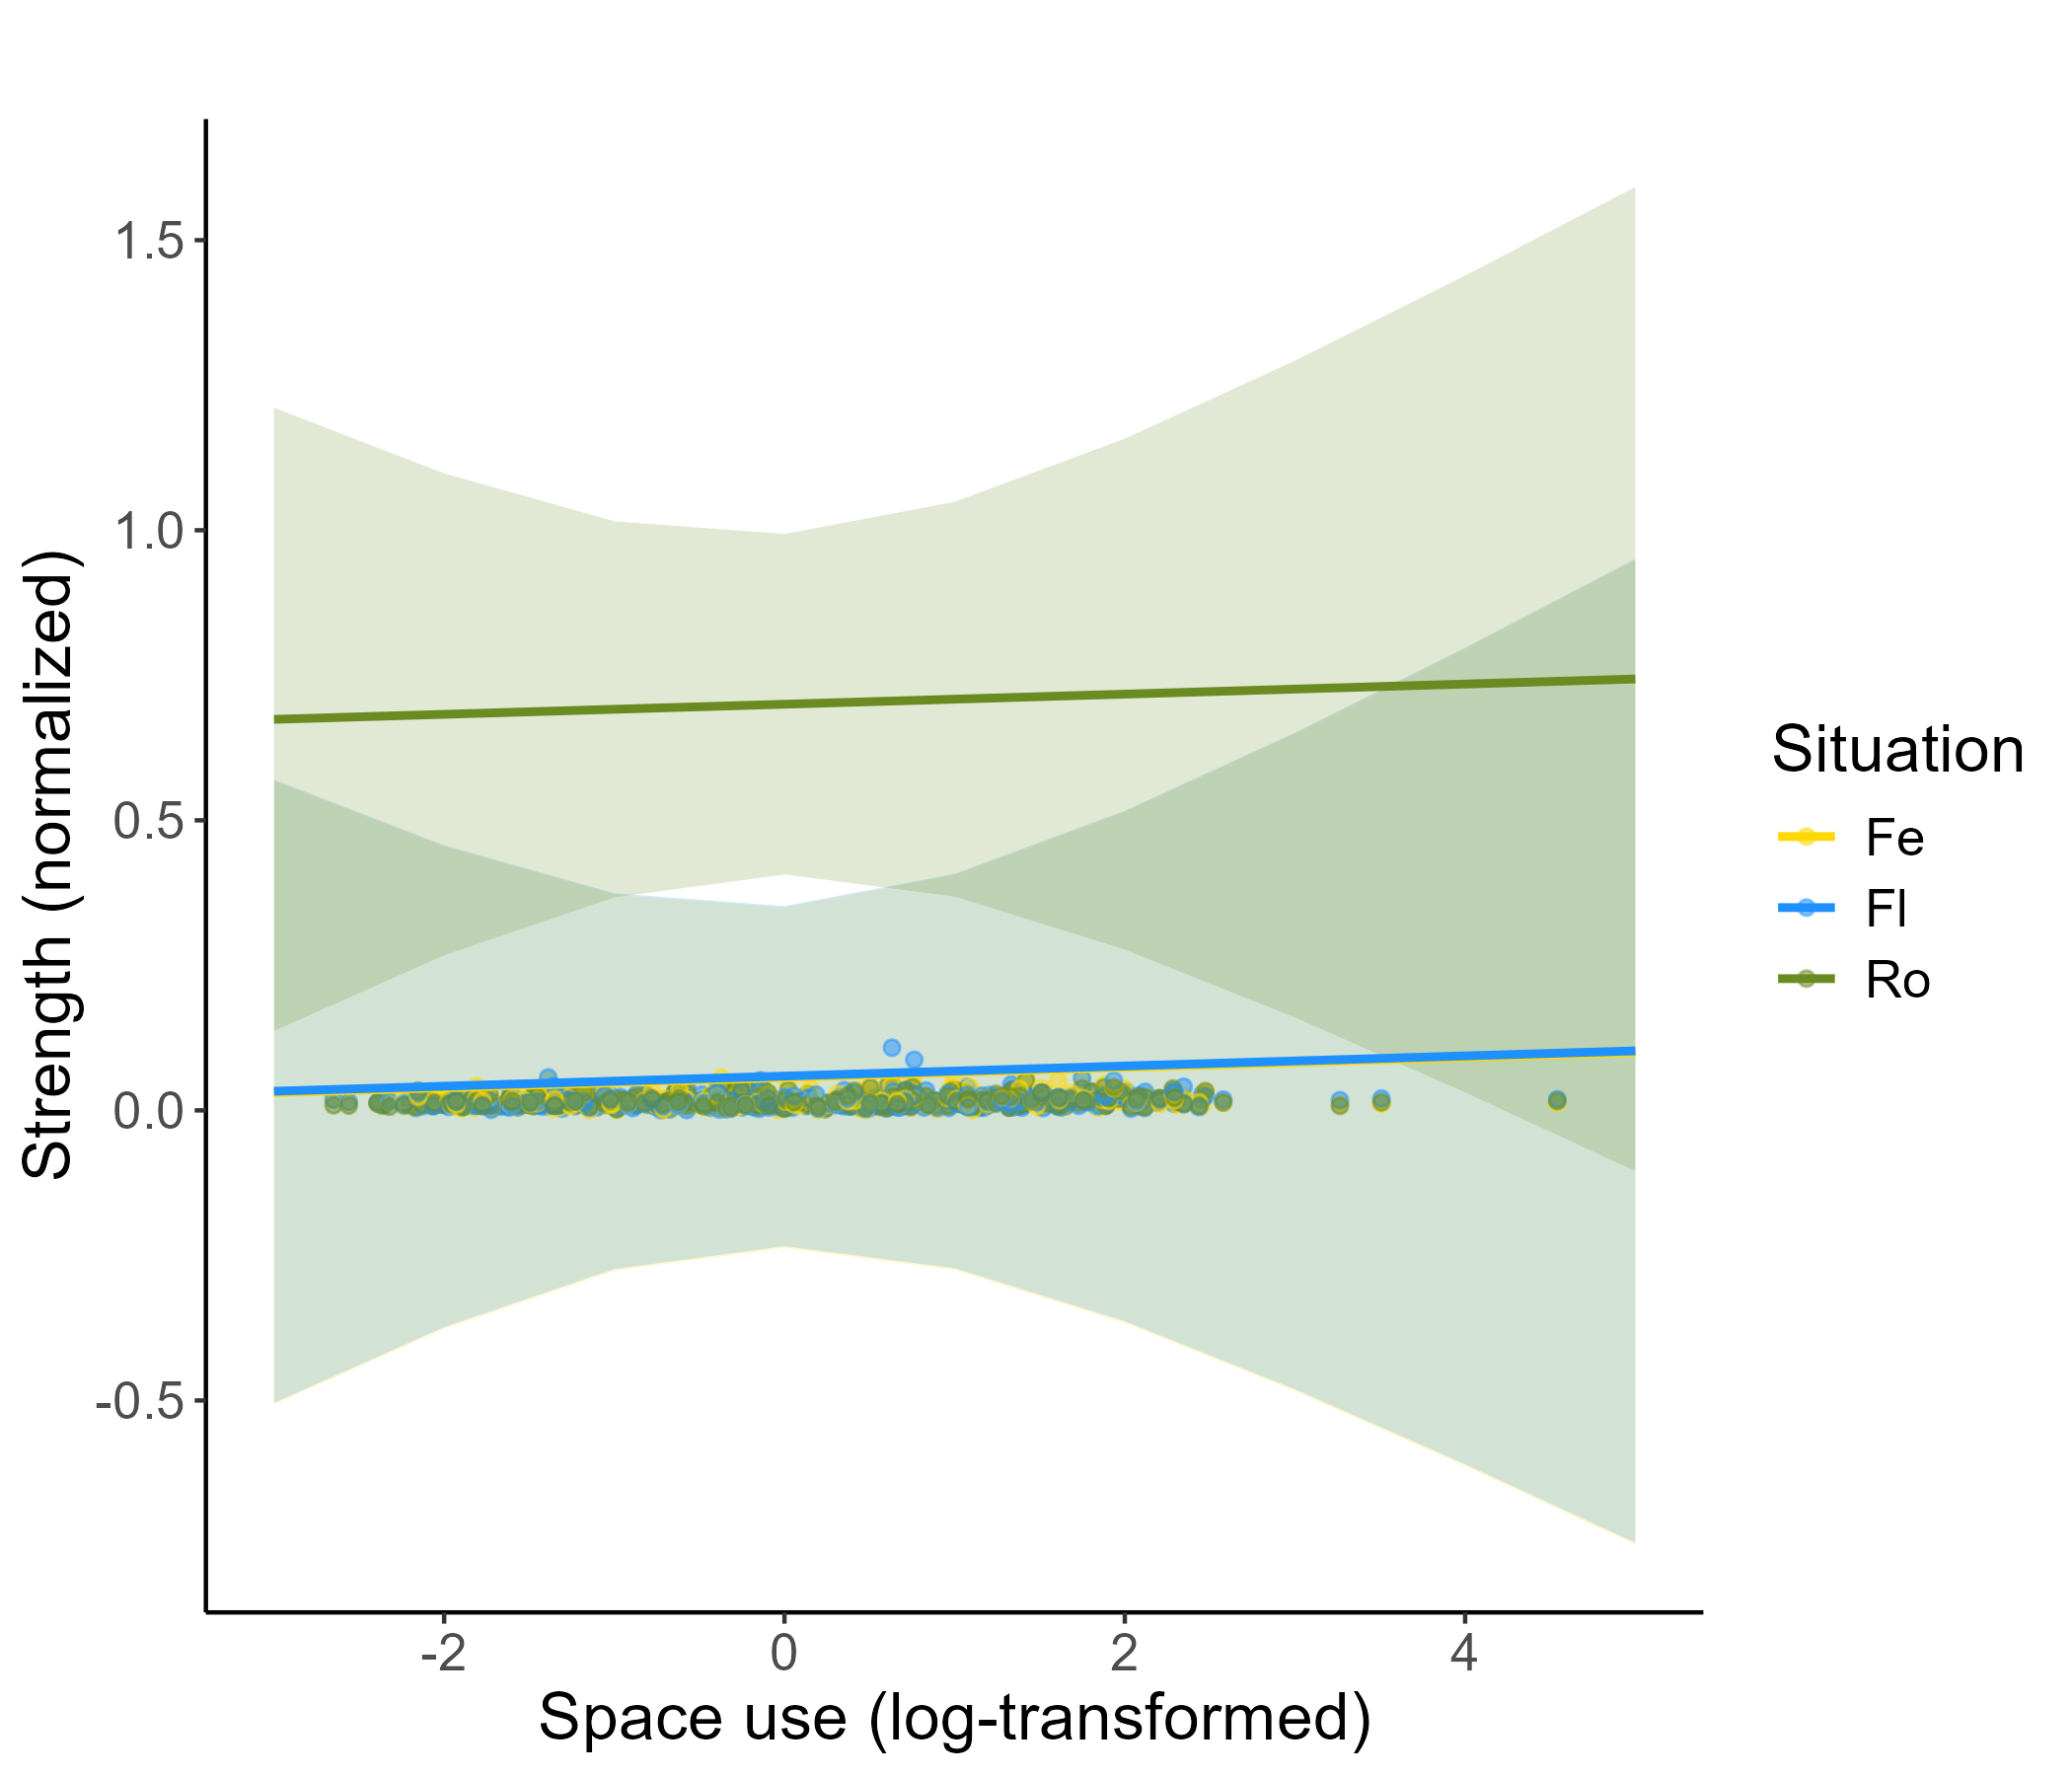 Strength (normalized)
1.5
1.0
0.5
0.0
-0.5
-2
0
2
4
Space use (log-transformed)
Situation
Fe
Fl
Ro